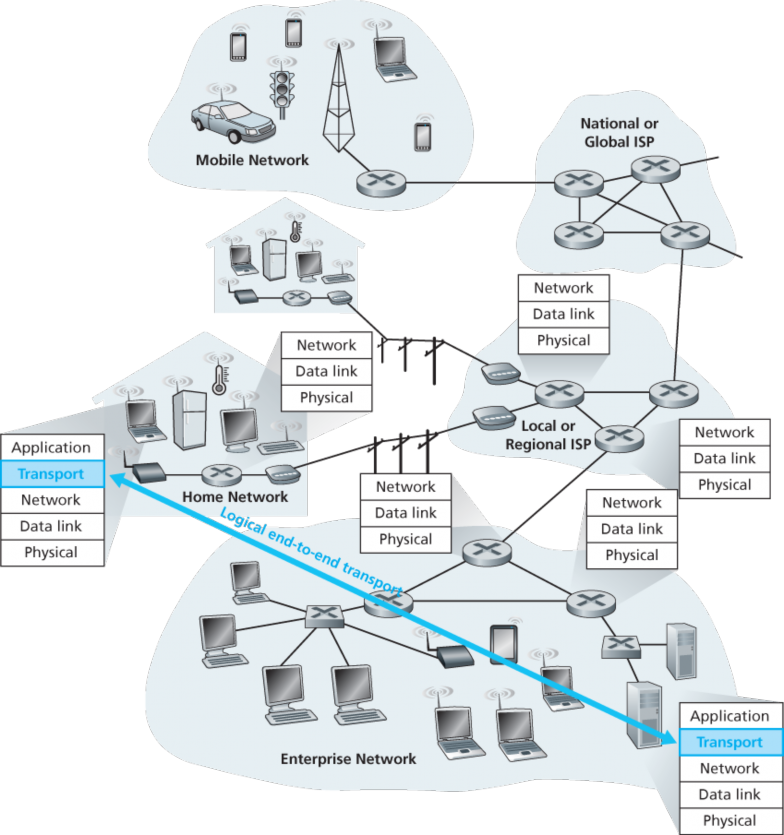 National or
Global ISP
Mobile Network
Network
Data link
Physical
Network
Data link
Physical
Local or
Regional ISP
Network
Data link
Physical
Application
Transport
Network
Data link
Physical
Home Network
Network
Data link
Physical
Network
Data link
Physical
Logical end-to-end transport
Enterprise Network
Application
Transport
Network
Data link
Physical